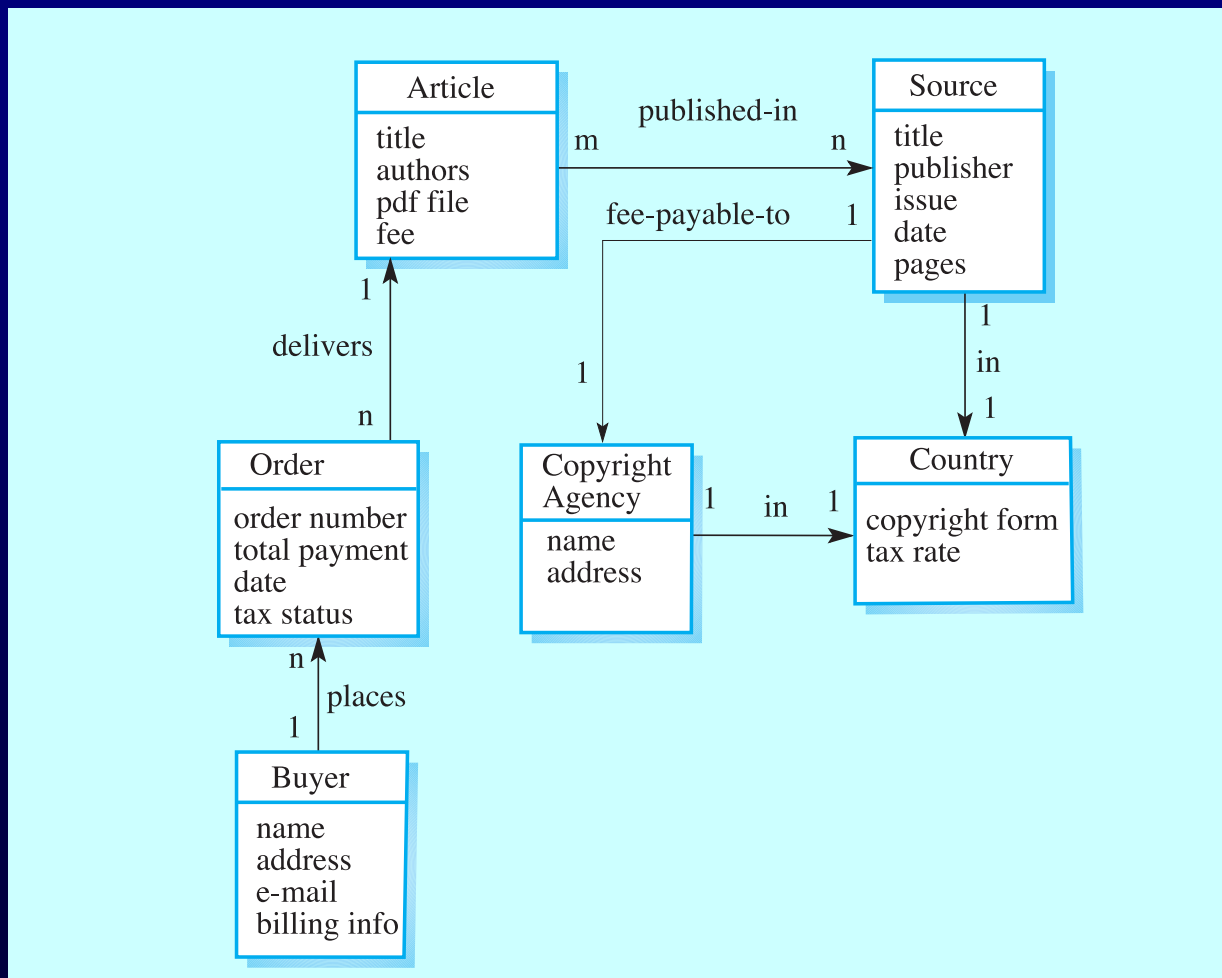 Article
title
authors
pdf file
fee
published-in
m
n
Source
title
publisher
issue
date
pages
fee-payable-to
1
1
1
in
1
1
delivers
n
Order
order number
total payment
date
tax status
Copyright
Agency
name
address
1
in
1
Country
copyright form
tax rate
n
places
1
Buyer
name
address
e-mail
billing info